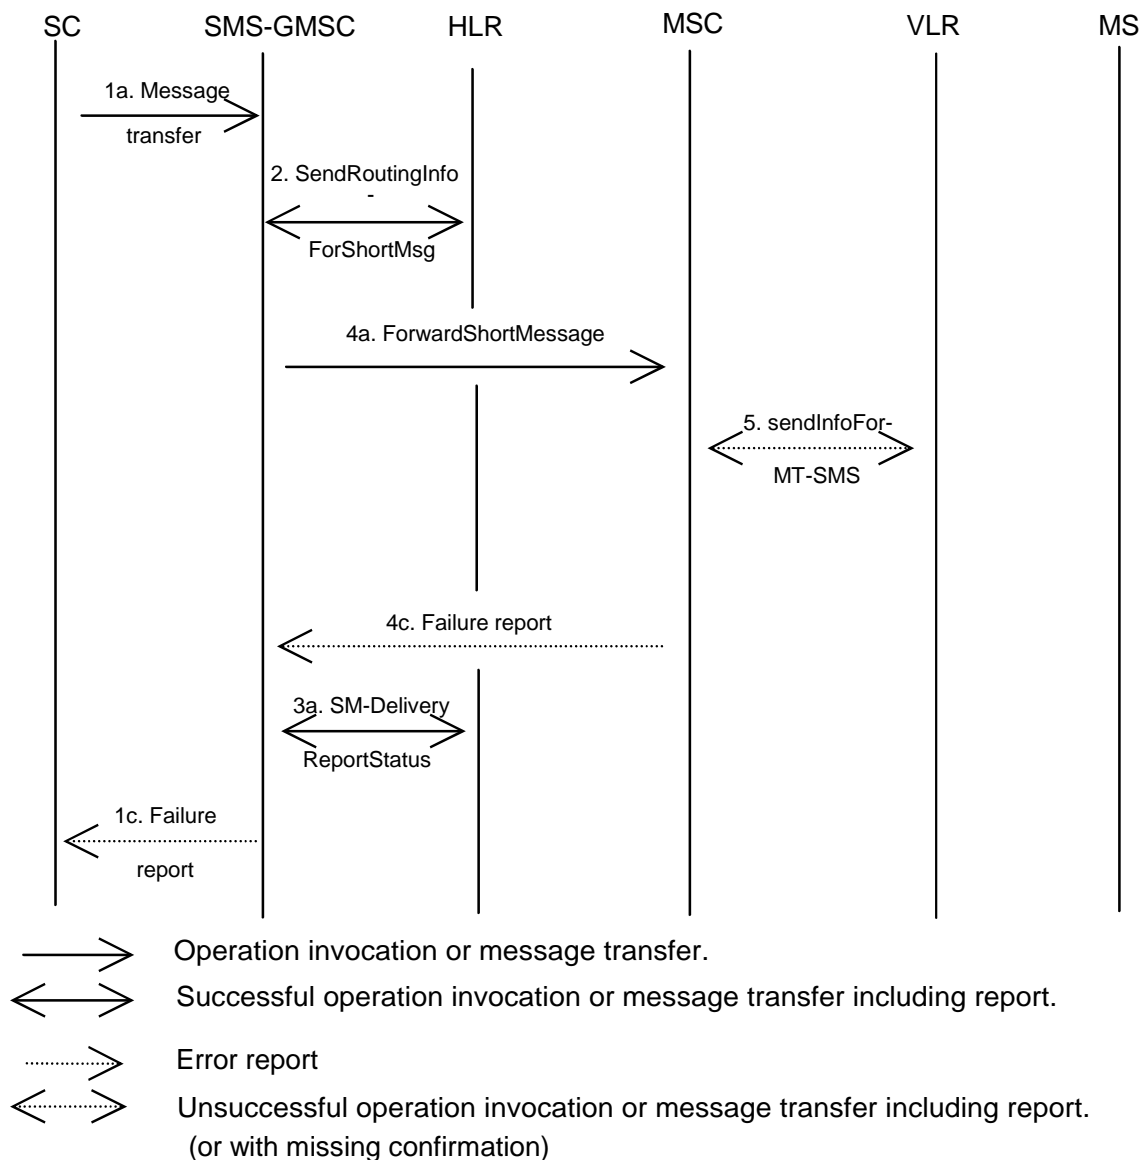 SC SMS-GMSC HLR MSC VLR MS
1a. Message
transfer
2. SendRoutingInfo
-
ForShortMsg
4a. ForwardShortMessage
5. sendInfoFor-
MT-SMS
4c. Failure report
3a. SM-Delivery
ReportStatus
1c. Failure
report
Operation invocation or message transfer.
Successful operation invocation or message transfer including report.
Error report
Unsuccessful operation invocation or message transfer including report.
(or with missing confirmation)